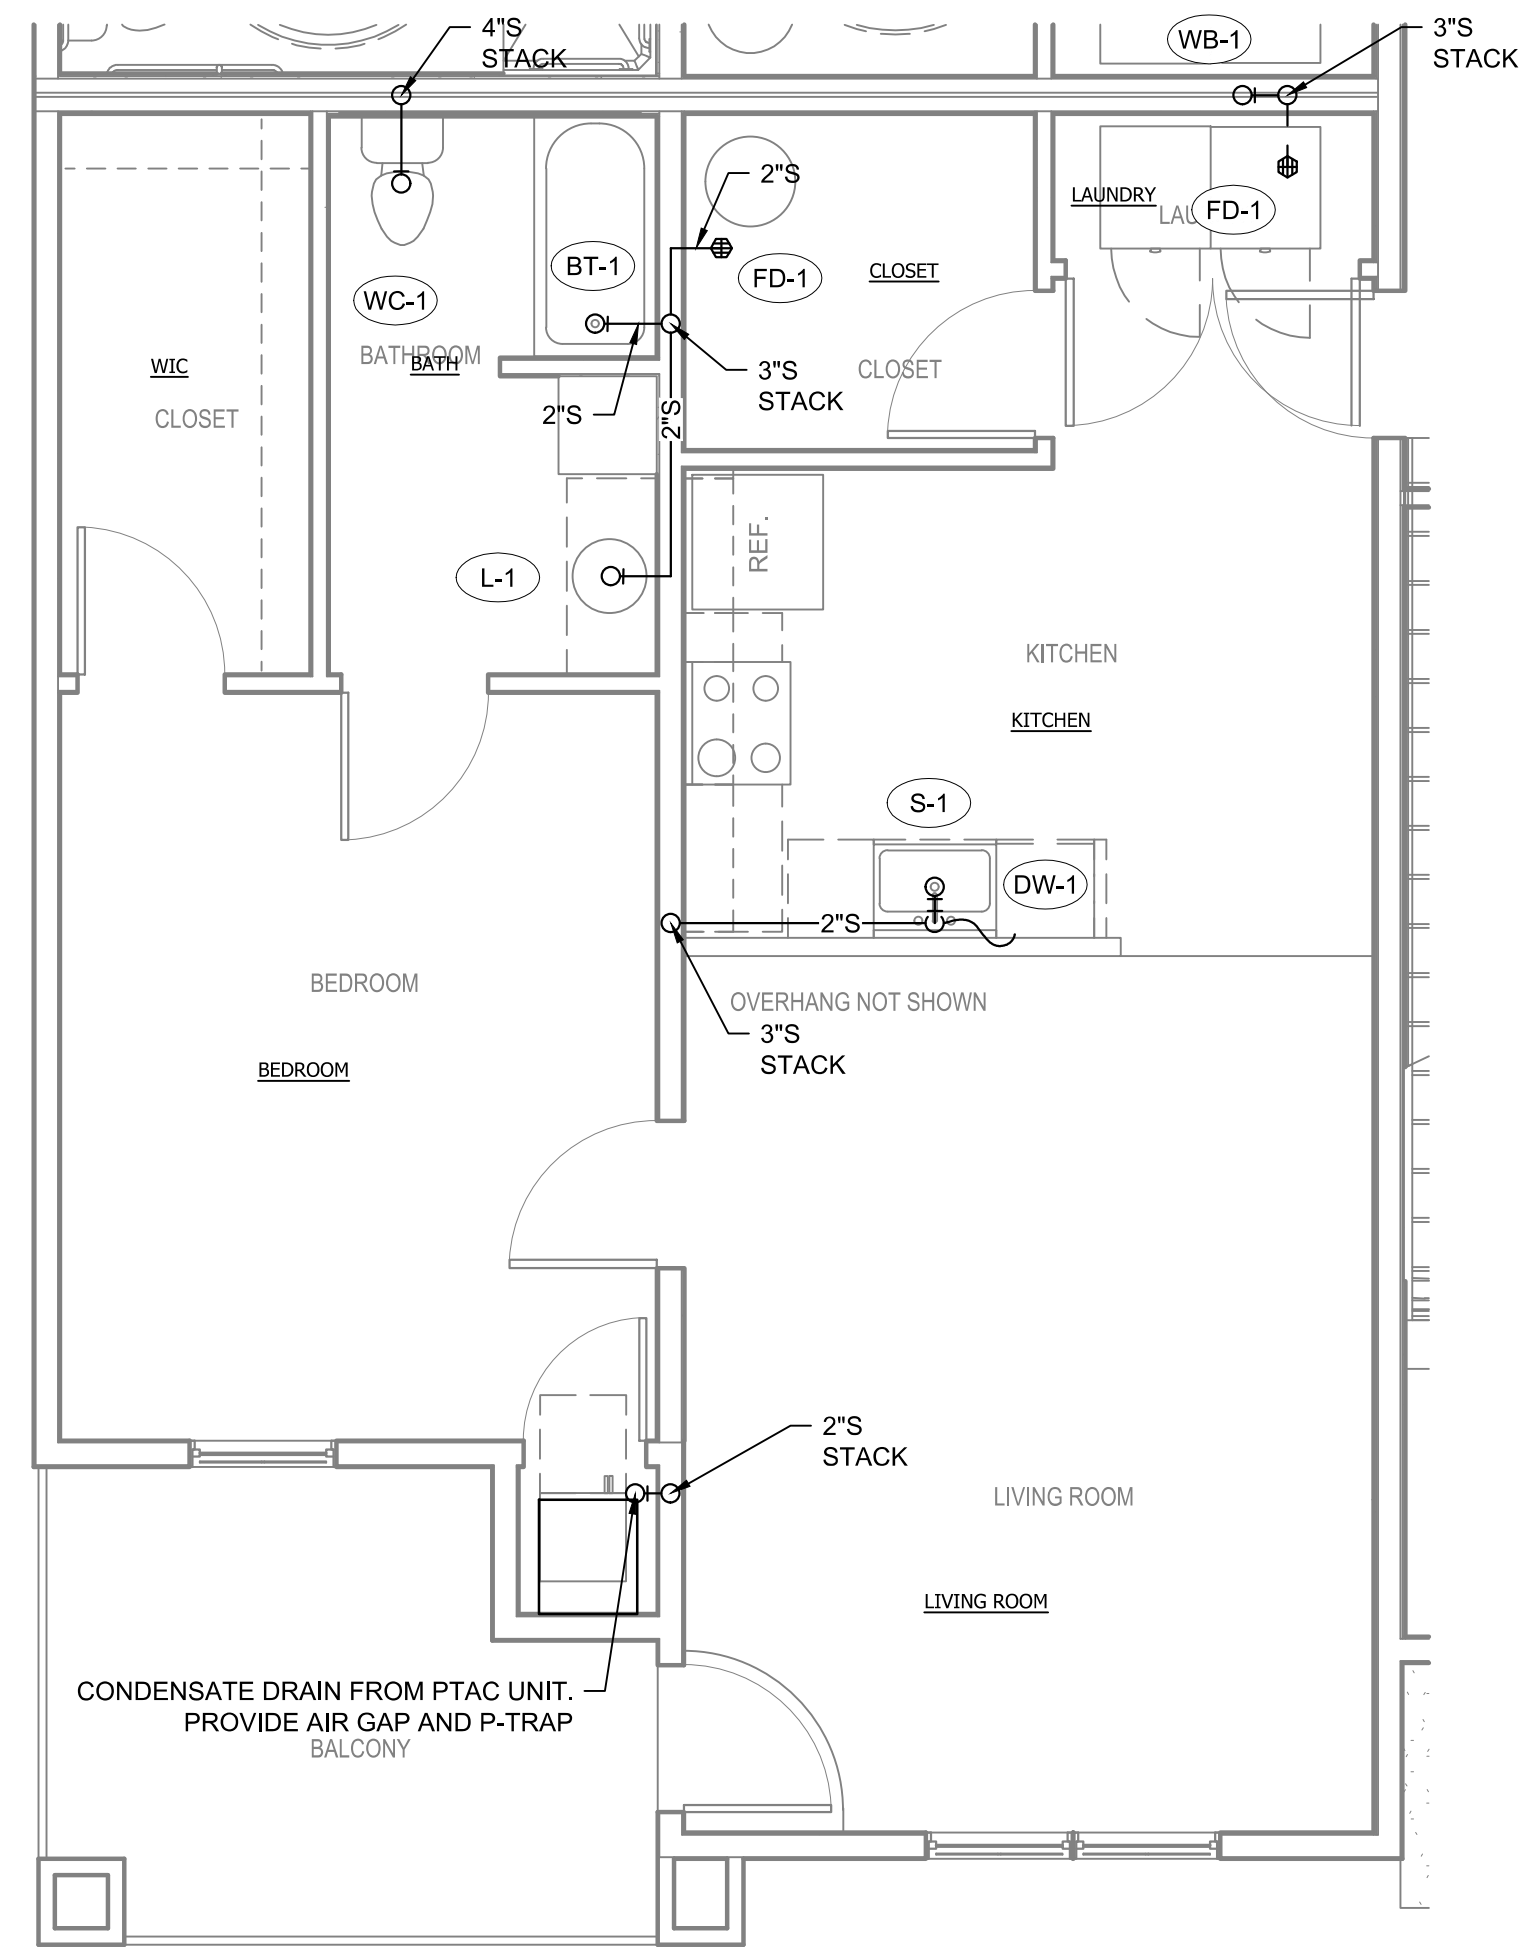 4"S
STACK
WB-1
3"S
STACK
2"S
LAUNDRY
LAU
FD-1
BT-1
FD-1
CLOSET
WC-1
BATHROOM
BATH
WIC
CLOSET
3"S
STACK
CLOSET
2"S
2"S
REF.
L-1
KITCHEN
KITCHEN
S-1
DW-1
2"S
BEDROOM
OVERHANG NOT SHOWN
3"S
STACK
BEDROOM
2"S
STACK
LIVING ROOM
LIVING ROOM
CONDENSATE DRAIN FROM PTAC UNIT.
PROVIDE AIR GAP AND P-TRAP
BALCONY